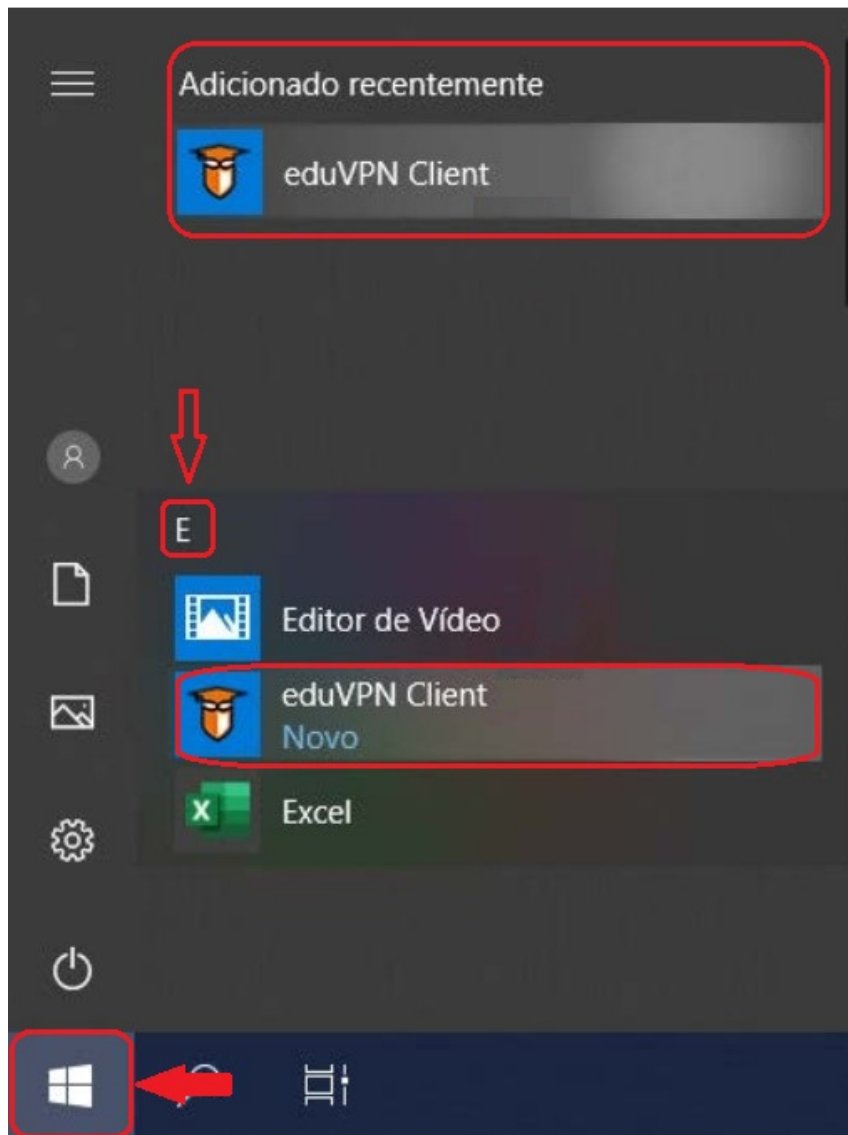 Adicionado recentemente
eduVPN Client
E
Editor de Vídeo
eduVPN Client
Novo
Excel